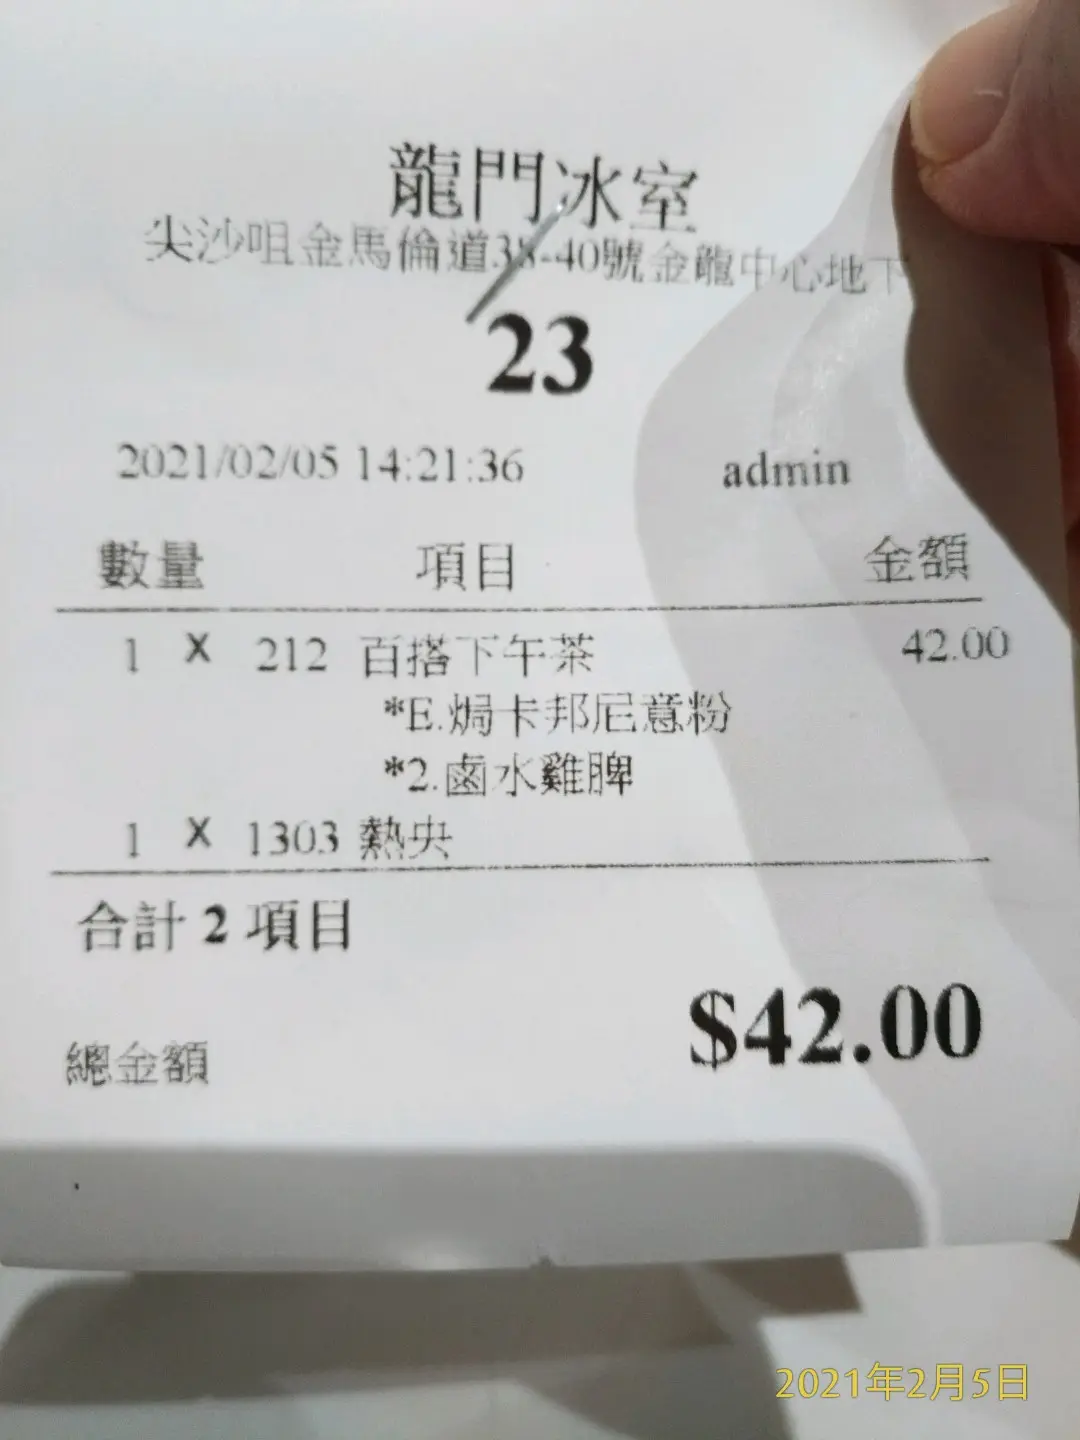 龍門冰室
尖沙咀金馬倫道38-40號金龍中心地下
23
2021/02/05 14:21:36 admin
數量 項目 金額
1 X 212 百搭下午茶 42.00
*E.焗卡邦尼意粉
*2.鹵水雞髀
1 X 1303 熱央
合計 2 項目
$42.00
總金額
2021年2月5日